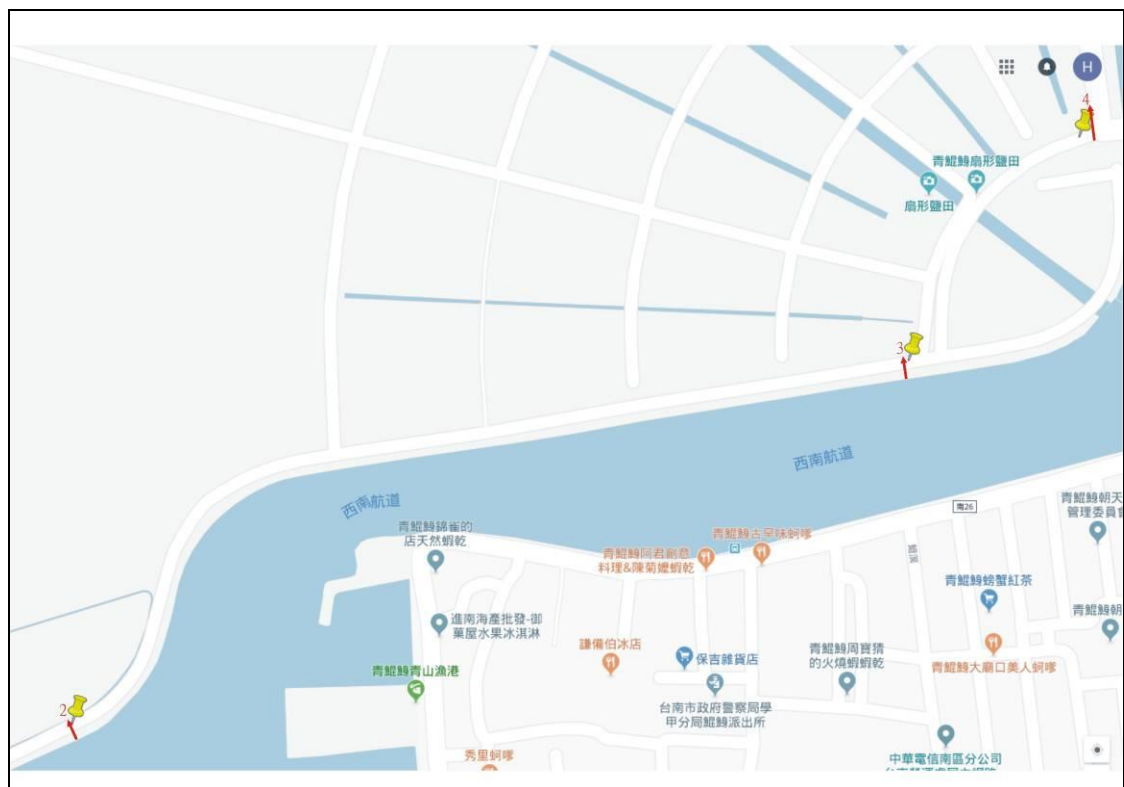 H
4
青鯤鯓扇形鹽田
扇形鹽田
3
西南航道
西南航道
南26
青鯤鯓朝天
管理委員會
青鯤鯓錦雀的
店天然蝦乾
青鯤鯓古早味蚵嗲
青鯤鯓阿君創意
料理&陳菊嬤蝦乾
青鯤鯓螃蟹紅茶
青鯤鯓朝
進南海產批發-御
菓屋水果冰淇淋
謙備伯冰店
保吉雜貨店
青鯤鯓周寶猜
的火燒蝦蝦乾
青鯤鯓大廟口美人蚵嗲
青鯤鯓青山漁港
2
台南市政府警察局學
甲分局鯤鯓派出所
秀里蚵嗲
中華電信南區分公司